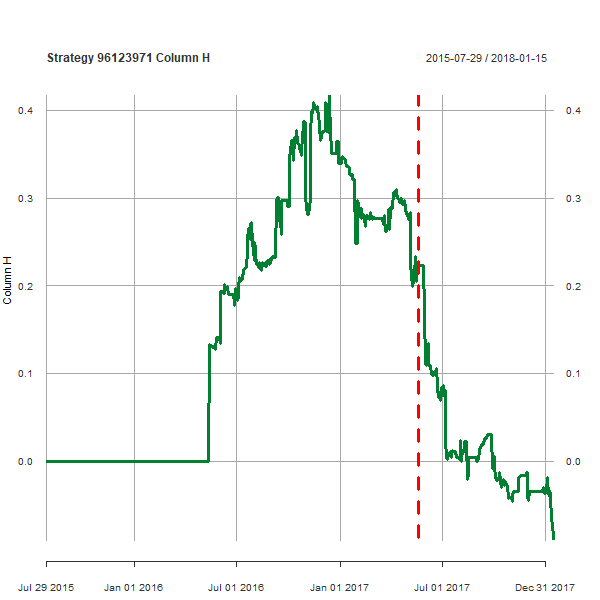 Strategy 96123971 Column H
2015-07-29 / 2018-01-15
Column H
0.4
0.3
0.2
0.1
0.0
0.4
0.3
0.2
0.1
0.0
Jul 29 2015
Jan 01 2016
Jul 01 2016
Jan 01 2017
Jul 01 2017
Dec 31 2017